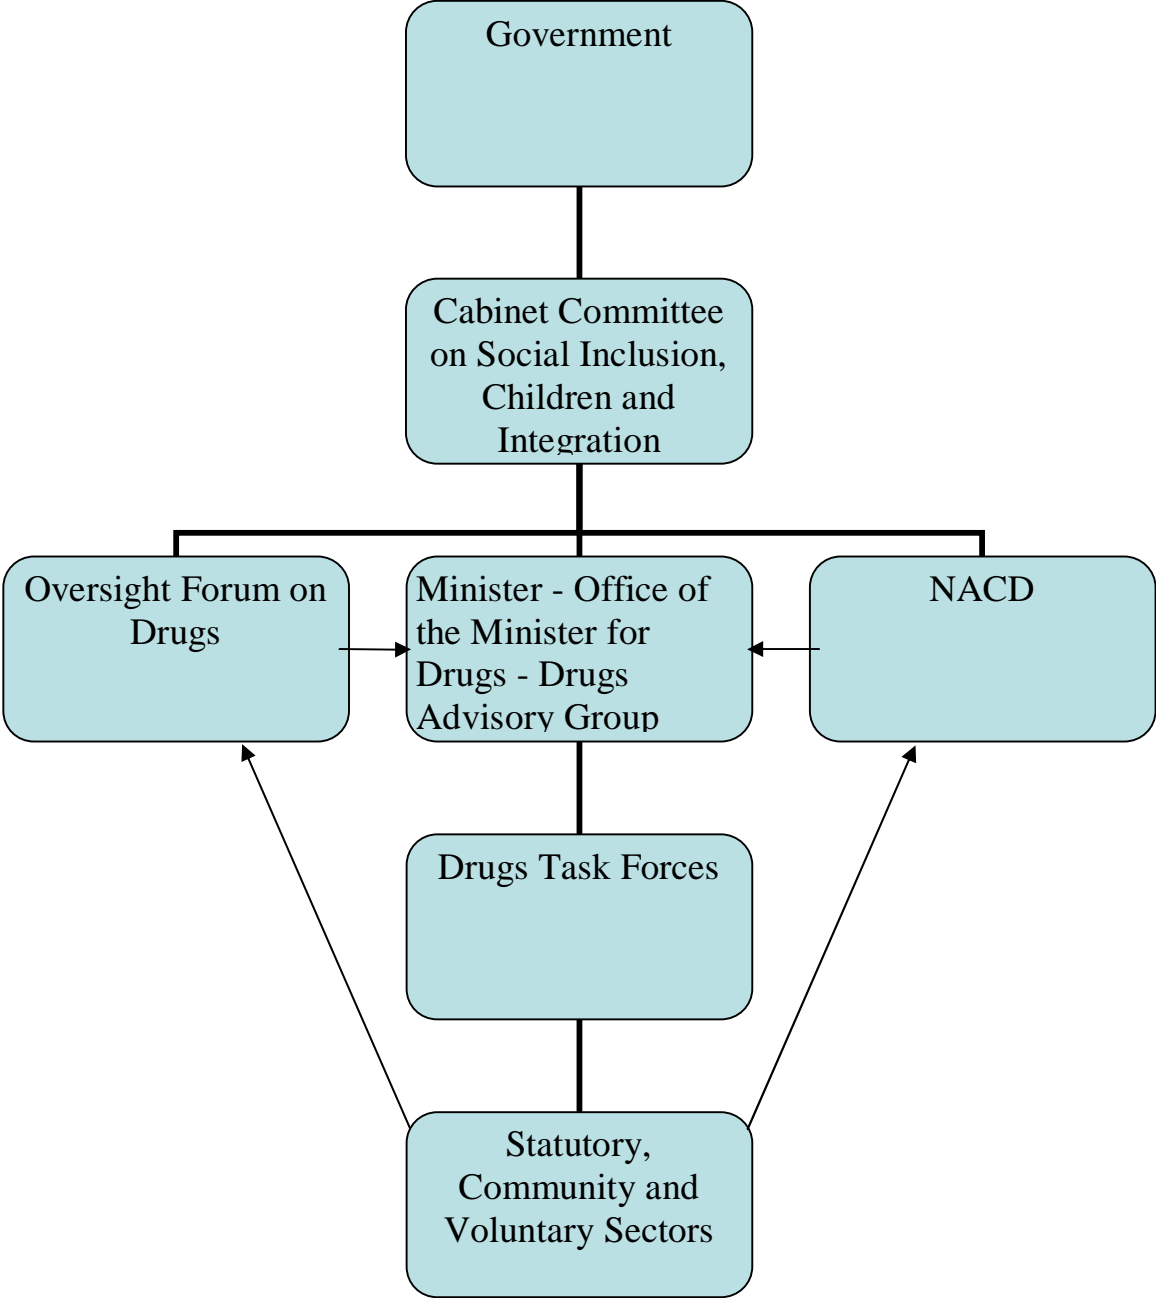 Government
Cabinet Committee
on Social Inclusion,
Children and
Integration
Oversight Forum on
Drugs
Minister - Office of
the Minister for
Drugs - Drugs
Advisory Group
NACD
Drugs Task Forces
Statutory,
Community and
Voluntary Sectors